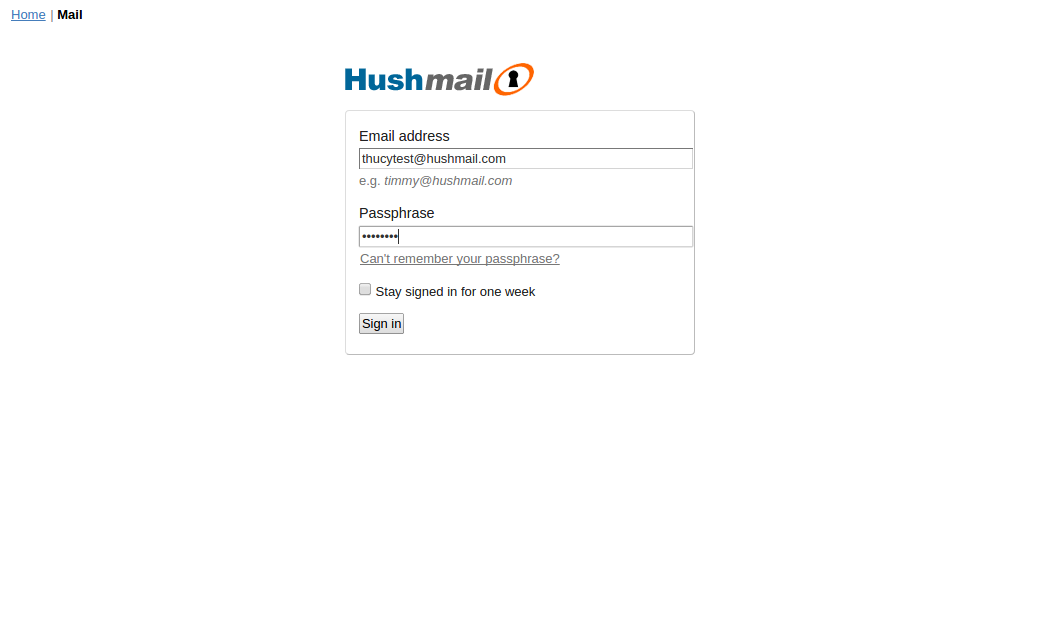 Home | Mail
Hushmail
Email address
thucytest@hushmail.com
e.g. timmy@hushmail.com
Passphrase
••••••••
Can't remember your passphrase?
Stay signed in for one week
Sign in